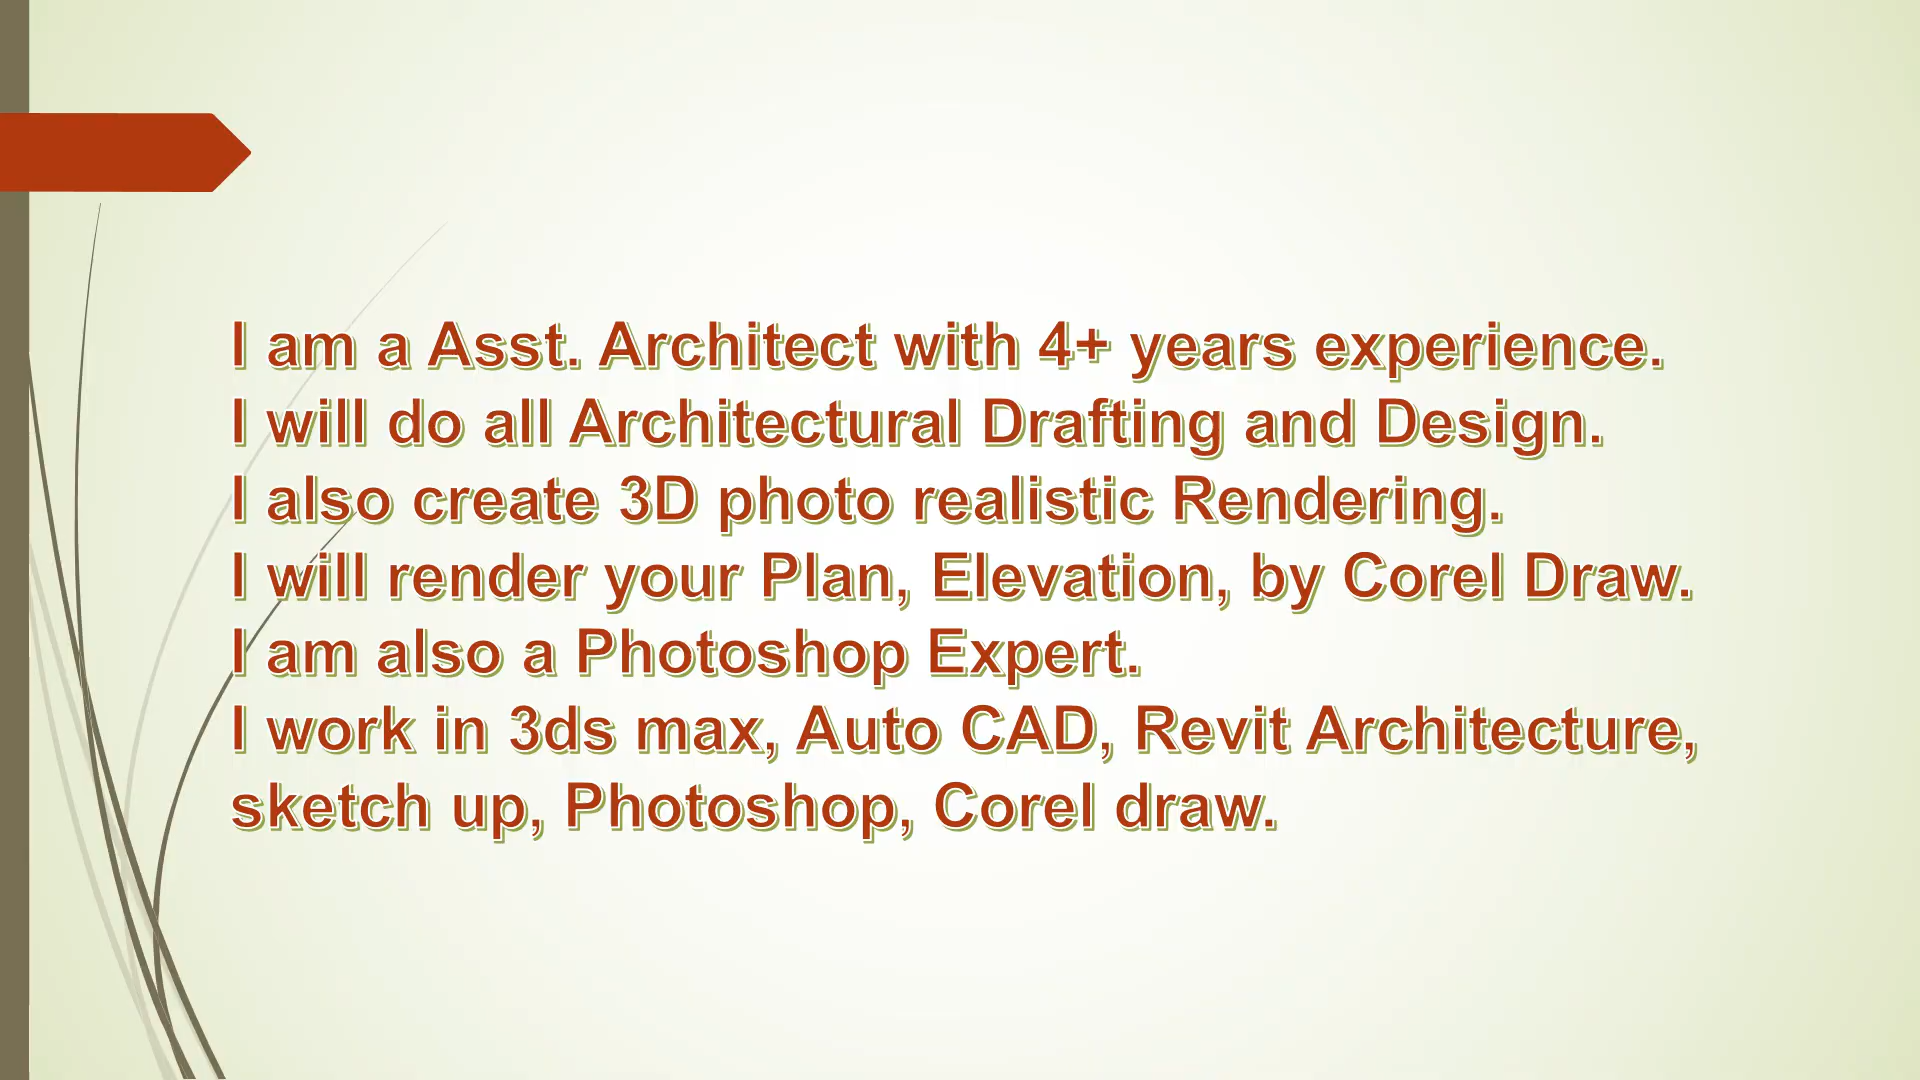 I am a Asst. Architect with 4+ years experience.
I will do all Architectural Drafting and Design.
I also create 3D photo realistic Rendering.
I will render your Plan, Elevation, by Corel Draw.
I am also a Photoshop Expert.
I work in 3ds max, Auto CAD, Revit Architecture,
sketch up, Photoshop, Corel draw.